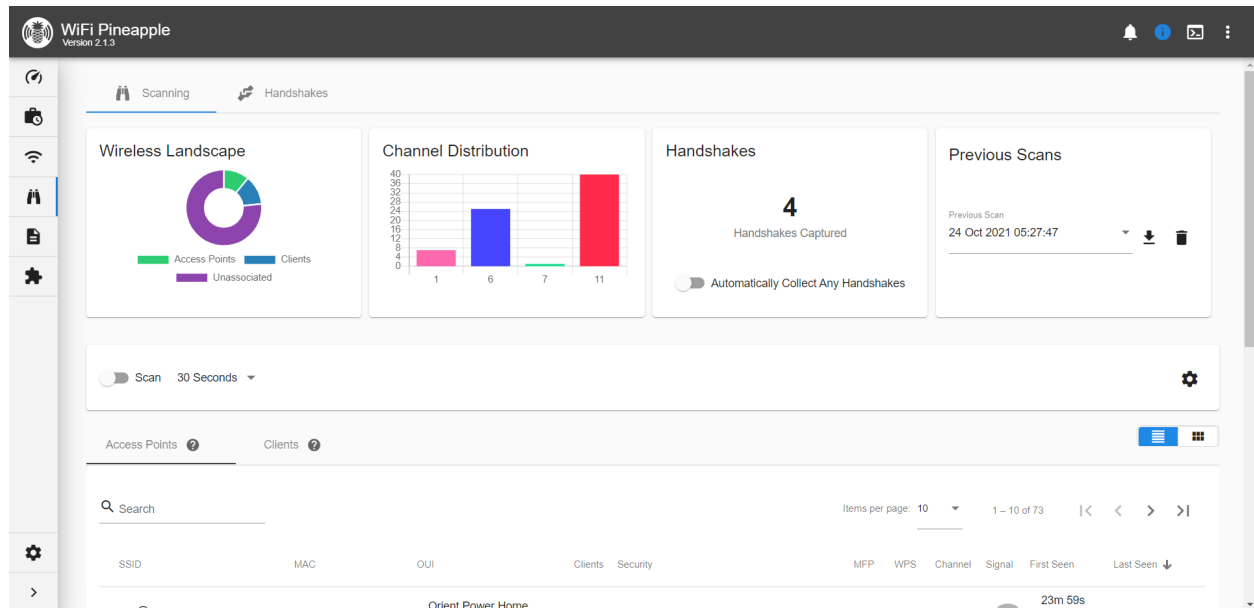 WiFi Pineapple
Version 2.1.3
Scanning
Handshakes
Wireless Landscape
Access Points
Clients
Unassociated
Channel Distribution
40
36
32
28
24
20
16
12
8
4
0
1
6
7
11
Handshakes
4
Handshakes Captured
Automatically Collect Any Handshakes
Previous Scans
Previous Scan
24 Oct 2021 05:27:47
Scan
30 Seconds
Access Points
Clients
Search
Items per page: 10
1 – 10 of 73
SSID MAC OUI Clients Security MFP WPS Channel Signal First Seen Last Seen
Orient Power Home
23m 59s